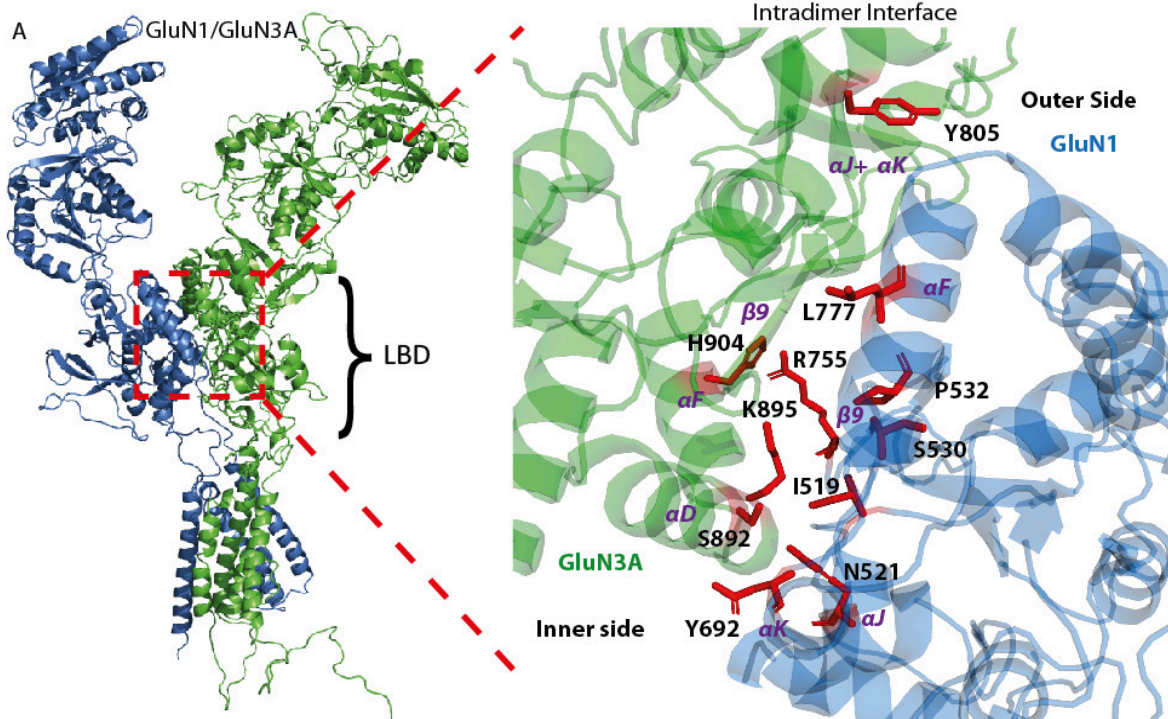 A
GluN1/GluN3A
LBD
Intradimer Interface
Outer Side
Y805
GluN1
αJ+ αK
αF
L777
β9
H904
R755
αF
P532
K895
β9
S530
I519
αD
S892
GluN3A
N521
Inner side
Y692
αK
αJ